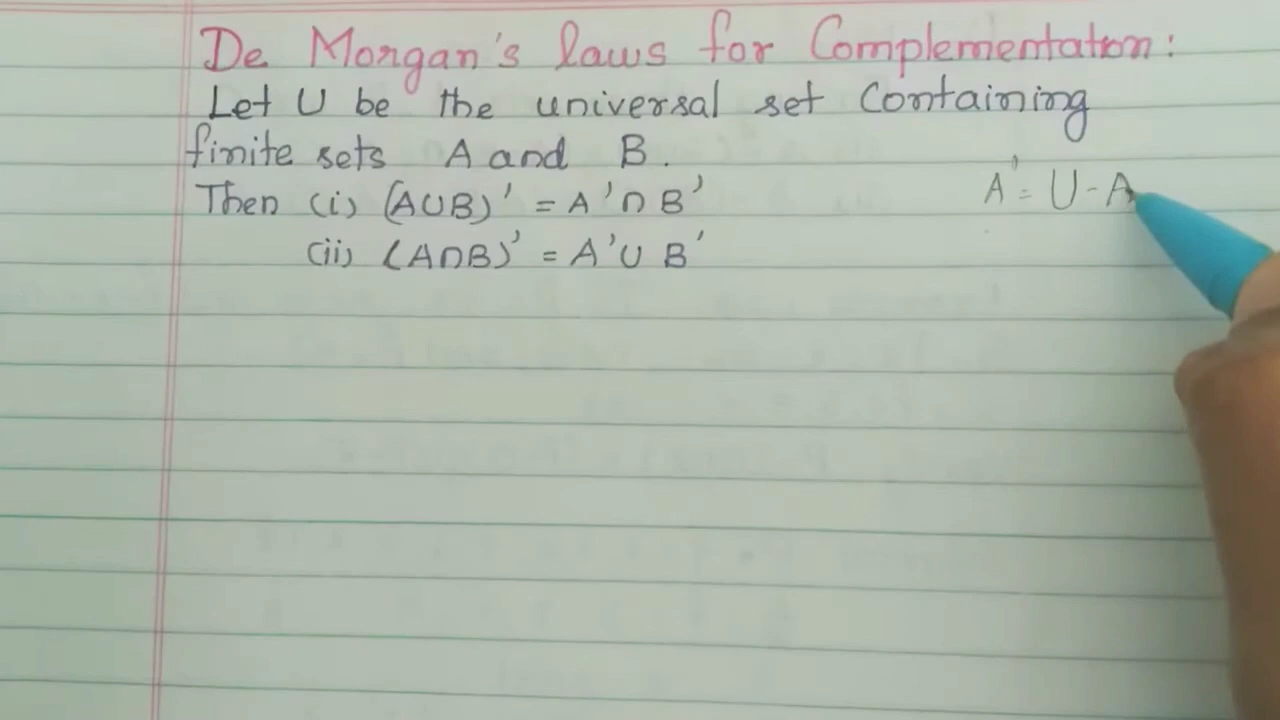 De Morgan's laws for Complementation:
Let U be the universal set Containing
finite sets A and B.
Then (i) (A∪B)' = A'∩B'
A' = U - A
(ii) (A∩B)' = A'∪B'